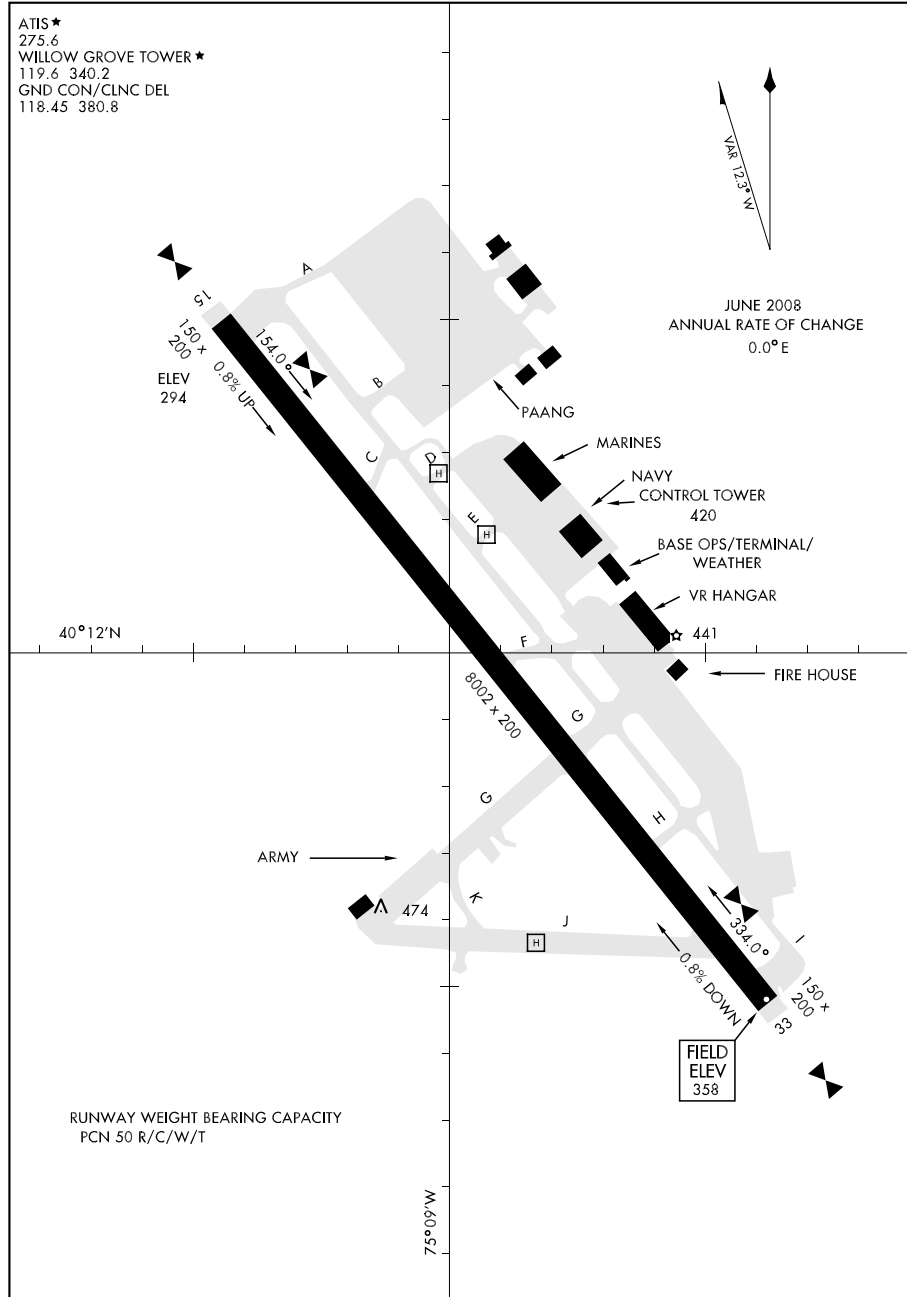 ATIS★
275.6
WILLOW GROVE TOWER★
119.6 340.2
GND CON/CLNC DEL
118.45 380.8
VAR 12.3° W
JUNE 2008
ANNUAL RATE OF CHANGE
0.0° E
A
15
150 x
200
154.0°
ELEV
294
0.8% UP
B
PAANG
C
D
H
MARINES
NAVY
CONTROL TOWER
420
E
H
BASE OPS/TERMINAL/
WEATHER
VR HANGAR
40°12'N
F
441
FIRE HOUSE
8002 x 200
G
G
H
ARMY
K
474
J
H
334.0°
I
0.8% DOWN
150 x
200
33
FIELD
ELEV
358
RUNWAY WEIGHT BEARING CAPACITY
PCN 50 R/C/W/T
75°09'W